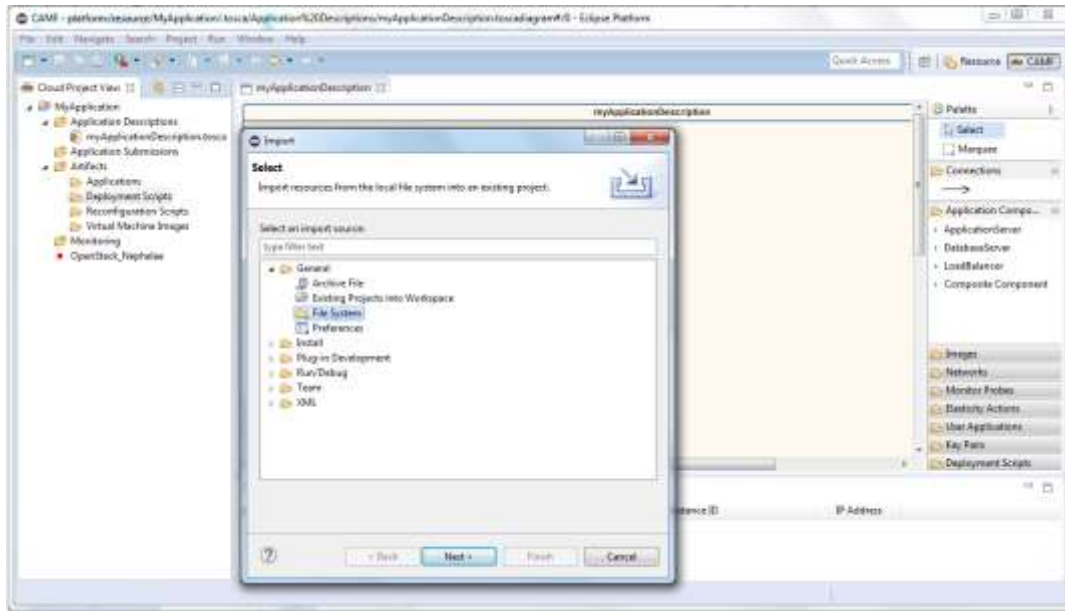 CAMF - platform:/resource/MyApplication/.tosca/Application%20Descriptions/myApplicationDescription.toscadiagram#/0 - Eclipse Platform
File Edit Navigate Search Project Run Window Help
Quick Access
Resource
CAMF
Cloud Project View
MyApplication
Application Descriptions
myApplicationDescription.tosca
Application Submissions
Artifacts
Applications
Deployment Scripts
Reconfiguration Scripts
Virtual Machine Images
Monitoring
OpenStack_Nephelae
myApplicationDescription
myApplicationDescription
Import
Select
Import resources from the local file system into an existing project.
Select an import source:
type filter text
General
Archive File
Existing Projects into Workspace
File System
Preferences
Install
Plug-in Development
Run/Debug
Team
XML
?
< Back
Next >
Finish
Cancel
Palette
Select
Marquee
Connections
Application Compo...
ApplicationServer
DatabaseServer
LoadBalancer
Composite Component
Images
Networks
Monitor Probes
Elasticity Actions
User Applications
Key Pairs
Deployment Scripts
stance ID
IP Address